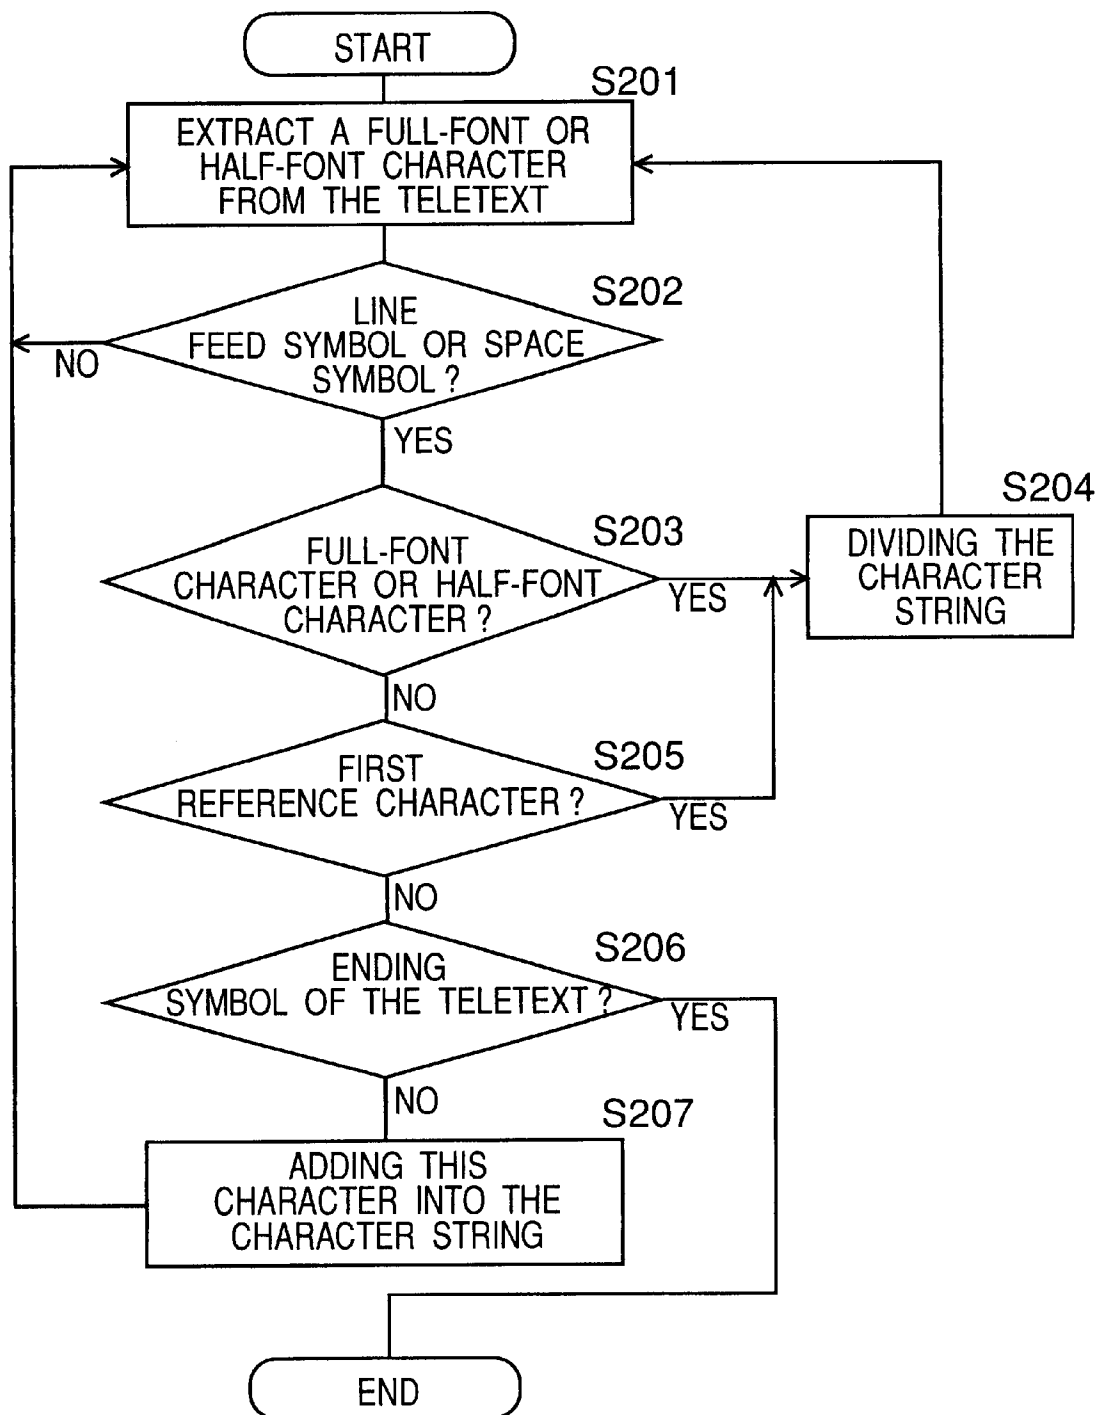 START
S201
EXTRACT A FULL-FONT OR
HALF-FONT CHARACTER
FROM THE TELETEXT
S202
LINE
FEED SYMBOL OR SPACE
SYMBOL ?
NO
YES
S203
FULL-FONT
CHARACTER OR HALF-FONT
CHARACTER ?
YES
S204
DIVIDING THE
CHARACTER
STRING
NO
S205
FIRST
REFERENCE CHARACTER ?
YES
NO
S206
ENDING
SYMBOL OF THE TELETEXT ?
YES
NO
S207
ADDING THIS
CHARACTER INTO THE
CHARACTER STRING
END